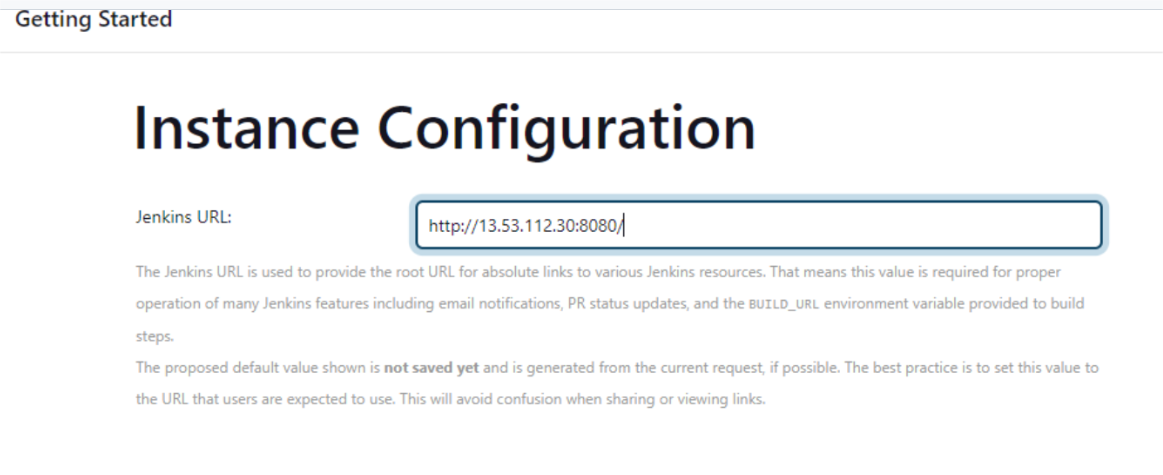 Getting Started
Instance Configuration
Jenkins URL:
http://13.53.112.30:8080/
The Jenkins URL is used to provide the root URL for absolute links to various Jenkins resources. That means this value is required for proper
operation of many Jenkins features including email notifications, PR status updates, and the BUILD_URL environment variable provided to build
steps.
The proposed default value shown is not saved yet and is generated from the current request, if possible. The best practice is to set this value to
the URL that users are expected to use. This will avoid confusion when sharing or viewing links.